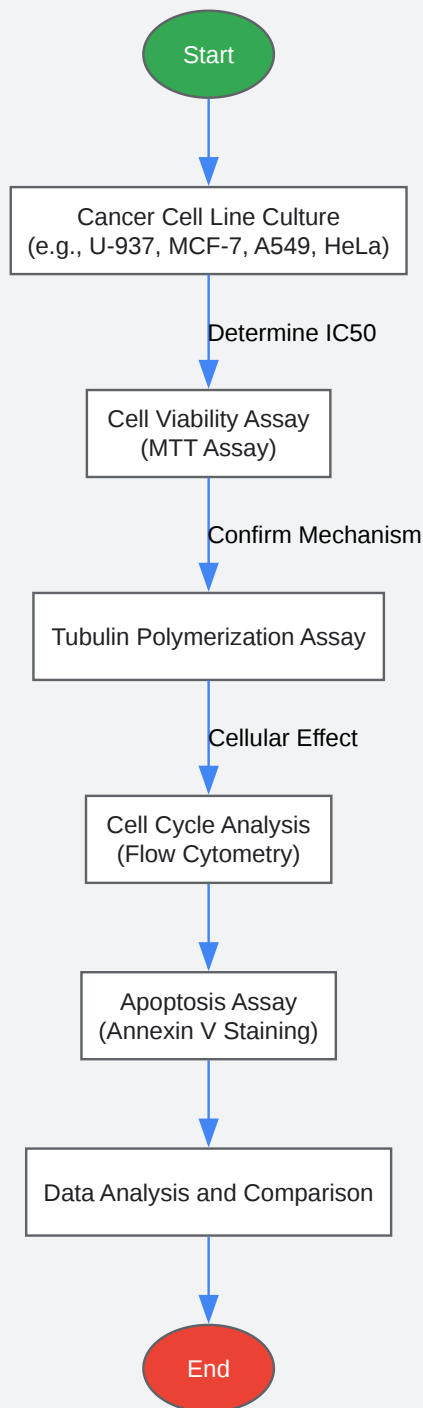 Start
Cancer Cell Line Culture
(e.g., U-937, MCF-7, A549, HeLa)
Determine IC50
Cell Viability Assay
(MTT Assay)
Confirm Mechanism
Tubulin Polymerization Assay
Cellular Effect
Cell Cycle Analysis
(Flow Cytometry)
Apoptosis Assay
(Annexin V Staining)
Data Analysis and Comparison
End